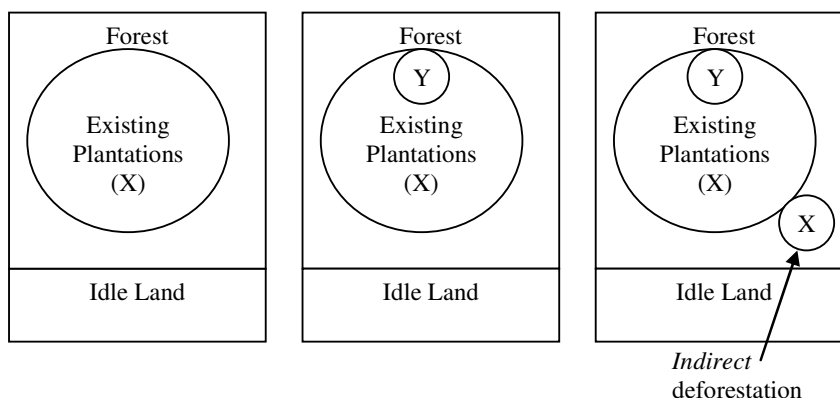 Forest
Existing
Plantations
(X)
Idle Land
Forest
Y
Existing
Plantations
(X)
Idle Land
Forest
Y
Existing
Plantations
(X)
X
Idle Land
Indirect
deforestation